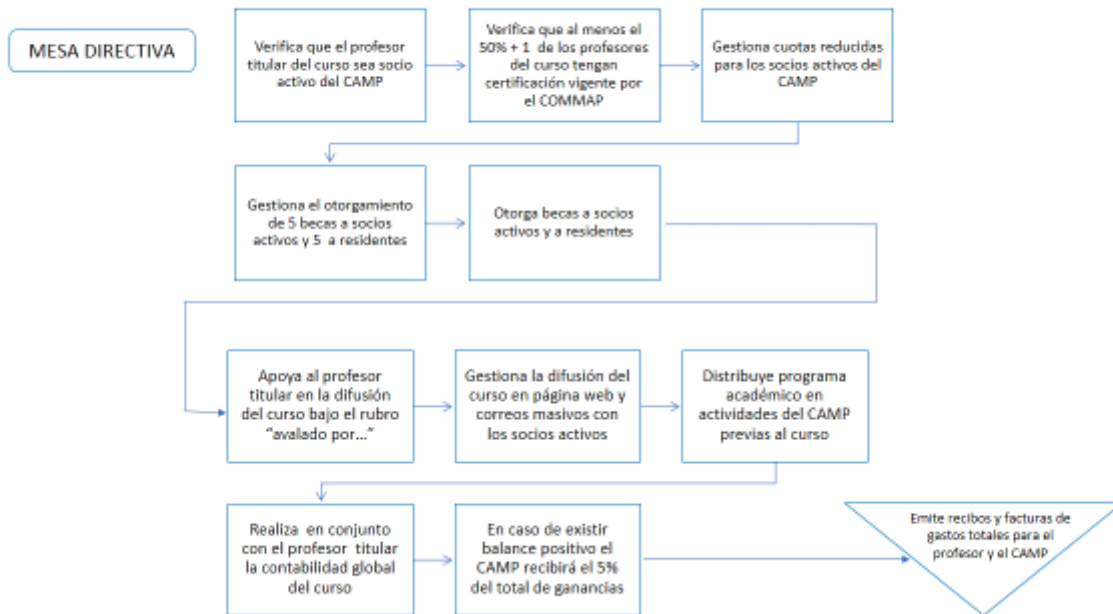 MESA DIRECTIVA
Verifica que el profesor
titular del curso sea socio
activo del CAMP
Verifica que al menos el
50% + 1 de los profesores
del curso tengan
certificación vigente por
el COMMAP
Gestiona cuotas reducidas
para los socios activos del
CAMP
Gestiona el otorgamiento
de 5 becas a socios
activos y 5 a residentes
Otorga becas a socios
activos y a residentes
Apoya al profesor
titular en la difusión
del curso bajo el rubro
“avalado por...”
Gestiona la difusión del
curso en página web y
correos masivos con
los socios activos
Distribuye programa
académico en
actividades del CAMP
previas al curso
Realiza en conjunto
con el profesor titular
la contabilidad global
del curso
En caso de existir
balance positivo el
CAMP recibirá el 5%
del total de ganancias
Emite recibos y facturas de
gastos totales para el
profesor y el CAMP